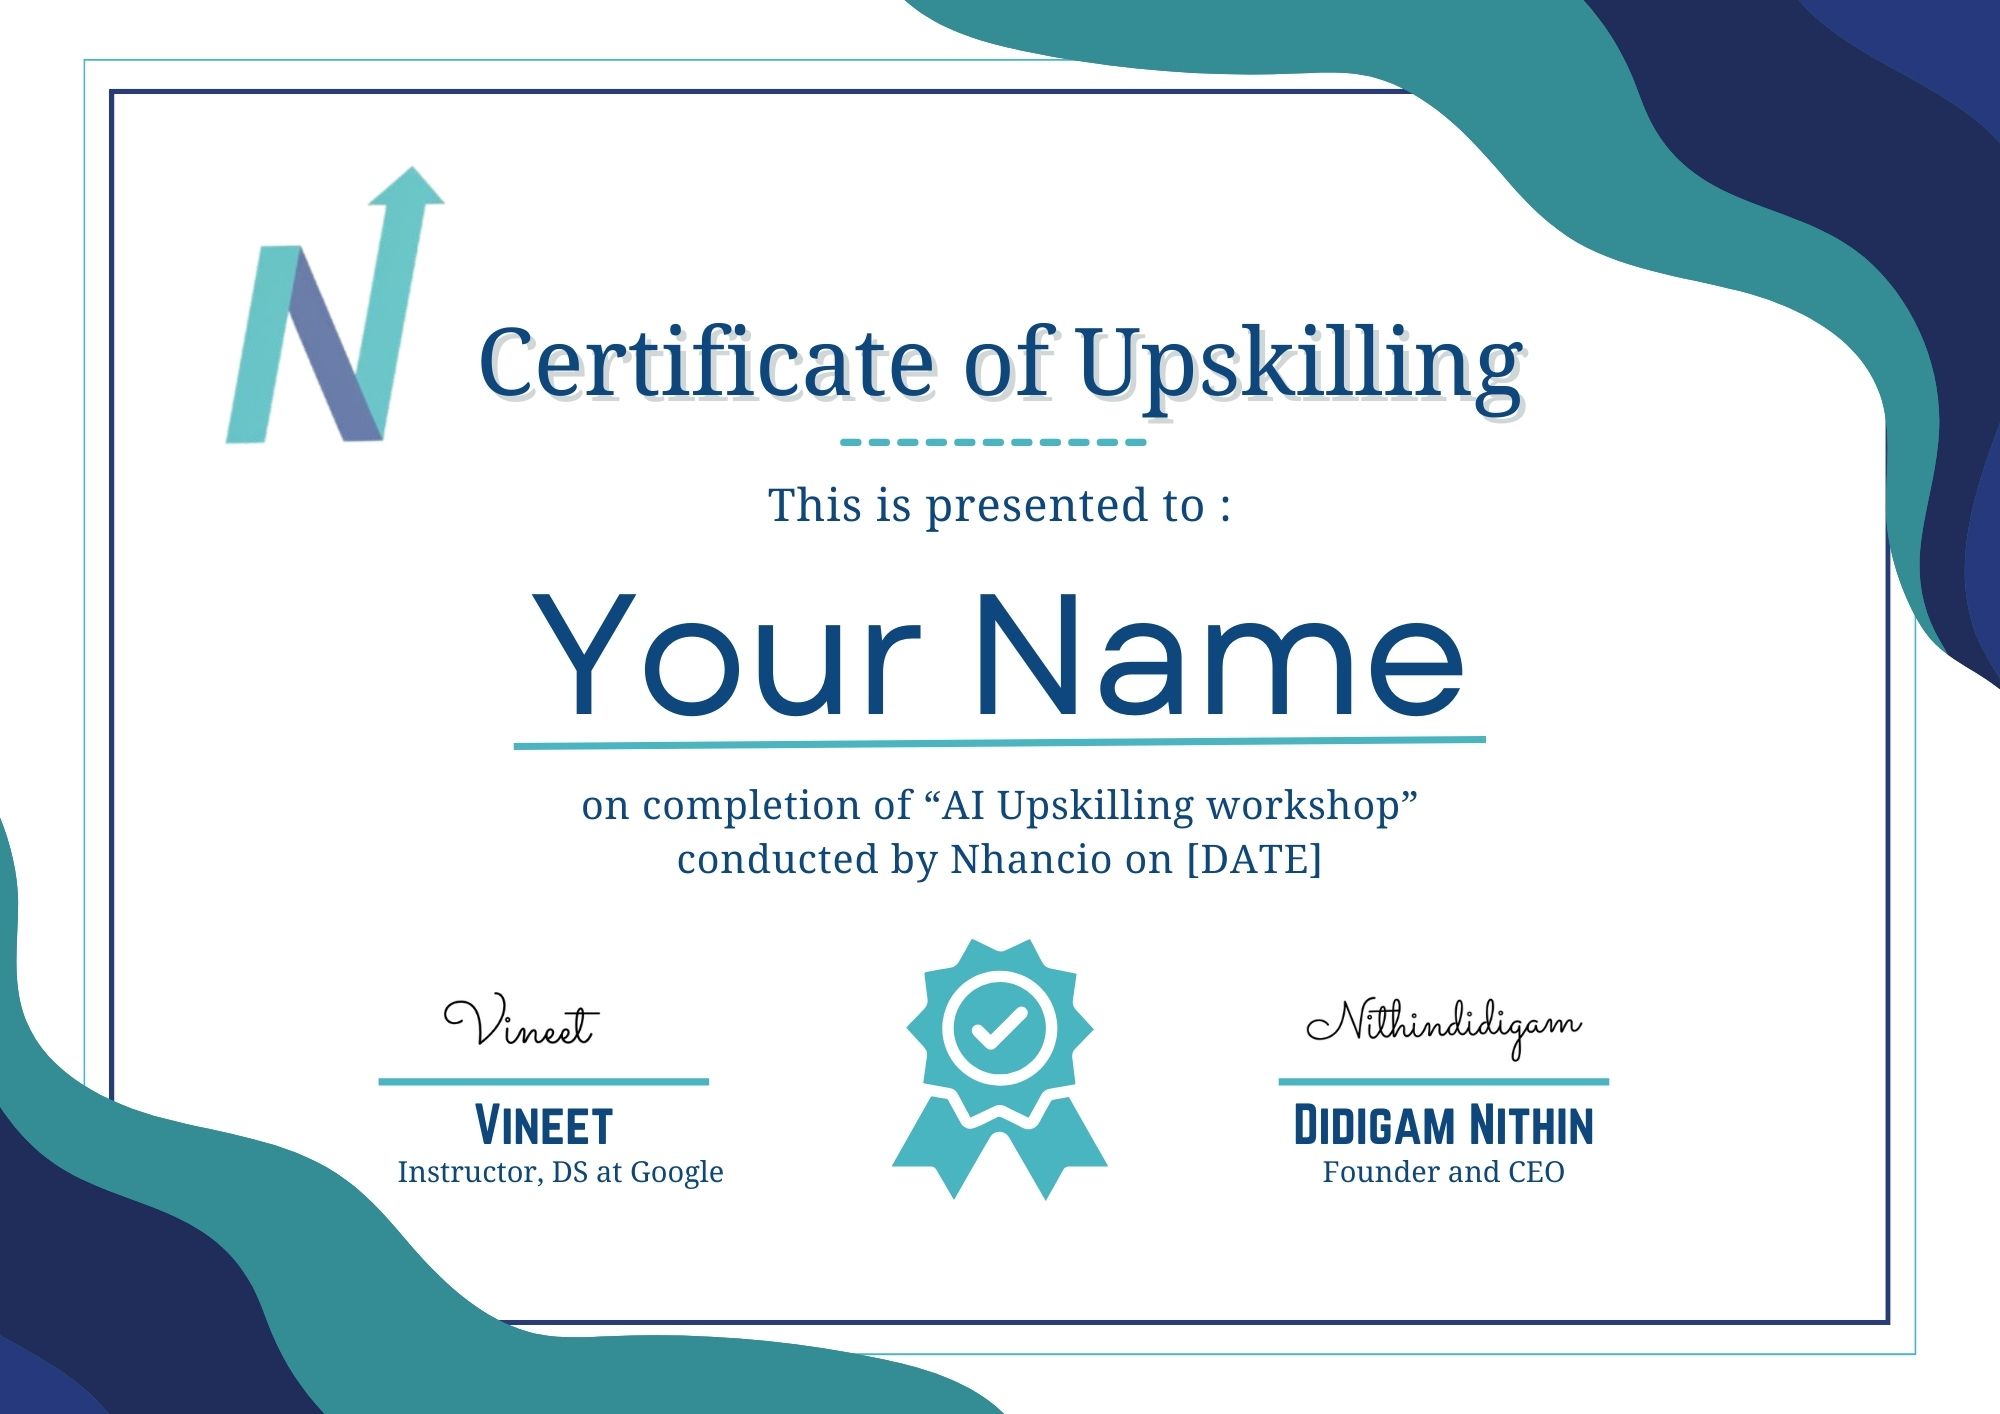 Certificate of Upskilling
This is presented to :
Your Name
on completion of “AI Upskilling workshop”
conducted by Nhancio on [DATE]
Vineet
Nithindidigam
VINEET
DIDIGAM NITHIN
Instructor, DS at Google
Founder and CEO